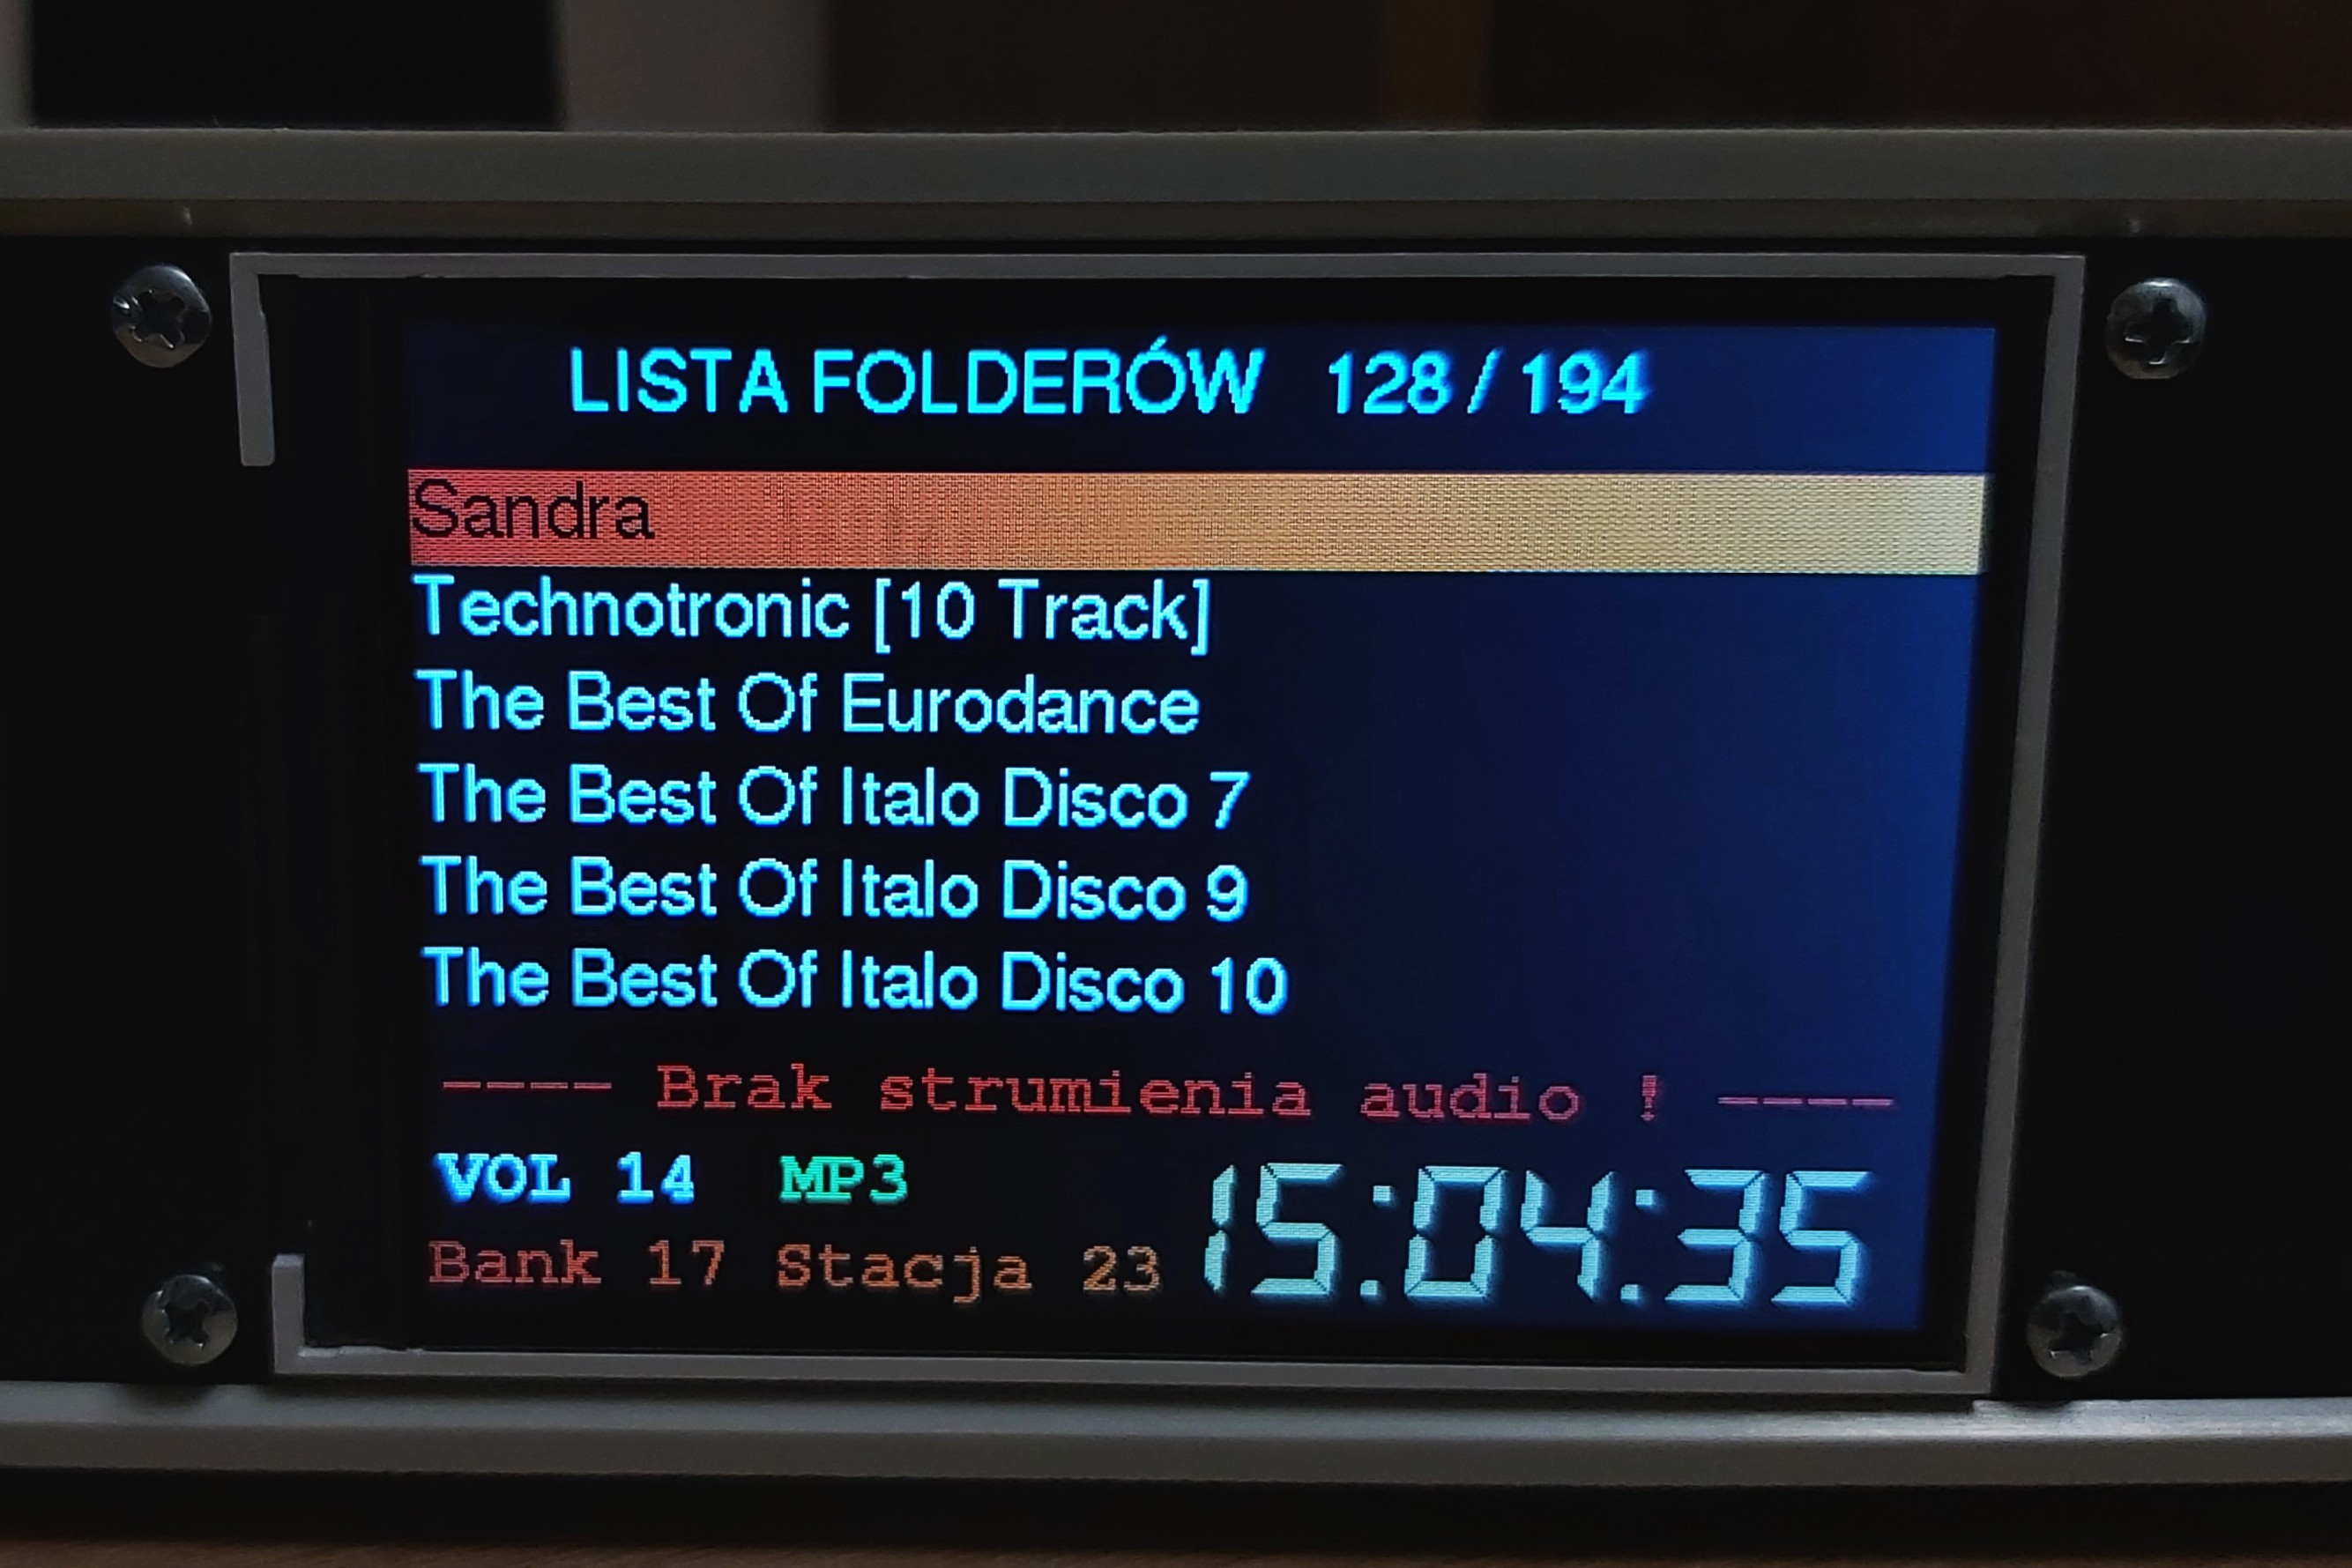 LISTA FOLDERÓW 128 / 194
Sandra
Technotronic [10 Track]
The Best Of Eurodance
The Best Of Italo Disco 7
The Best Of Italo Disco 9
The Best Of Italo Disco 10
---- Brak strumienia audio ! ----
VOL 14 MP3
Bank 17 Stacja 23 15:04:35